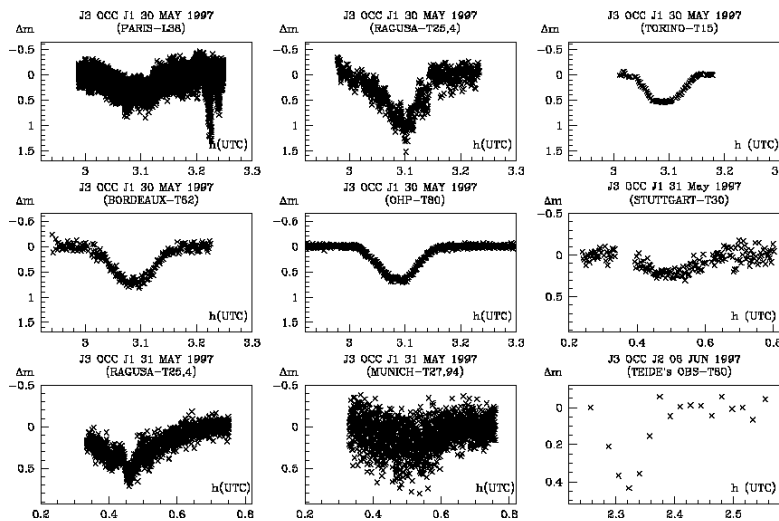 J3 OCC J1 30 MAY 1997
(PARIS-L38)
Δm
-0.5
0
0.5
1
1.5
h(UTC)
3 3.1 3.2 3.3
J3 OCC J1 30 MAY 1997
(RAGUSA-T25,4)
Δm
-0.5
0
0.5
1
1.5
h(UTC)
3 3.1 3.2 3.3
J3 OCC J1 30 MAY 1997
(TORINO-T15)
Δm
-0.5
0
0.5
1
1.5
h(UTC)
3 3.1 3.2 3.3
J3 OCC J1 30 MAY 1997
(BORDEAUX-T62)
Δm
-0.5
0
0.5
1
1.5
h(UTC)
3 3.1 3.2 3.3
J3 OCC J1 30 MAY 1997
(OHP-T80)
Δm
-0.5
0
0.5
1
1.5
h(UTC)
3 3.1 3.2 3.3
J3 OCC J1 31 May 1997
(STUTTGART-T30)
Δm
-0.5
0
0.5
h (UTC)
0.2 0.4 0.6 0.8
J3 OCC J1 31 MAY 1997
(RAGUSA-T25,4)
Δm
-0.5
0
0.5
h(UTC)
0.2 0.4 0.6 0.8
J3 OCC J1 31 MAY 1997
(MUNICH-T27,94)
Δm
-0.5
0
0.5
h(UTC)
0.2 0.4 0.6 0.8
J3 OCC J2 06 JUN 1997
(TEIDE's OBS-T80)
Δm
0
0.2
0.4
0.6
h(UTC)
2.3 2.4 2.5